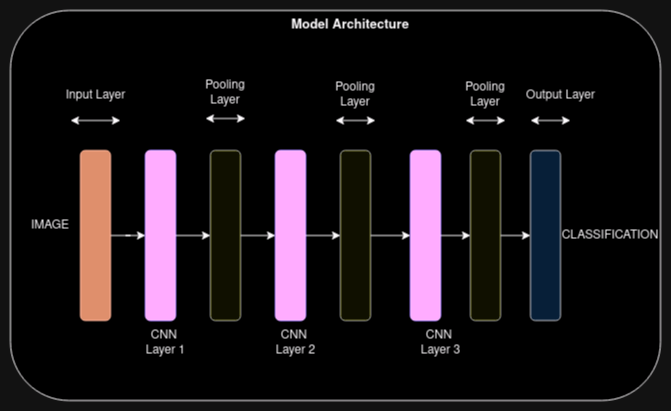 Model Architecture
Input Layer
Pooling
Layer
Pooling
Layer
Pooling
Layer
Output Layer
IMAGE
CLASSIFICATION
CNN
Layer 1
CNN
Layer 2
CNN
Layer 3